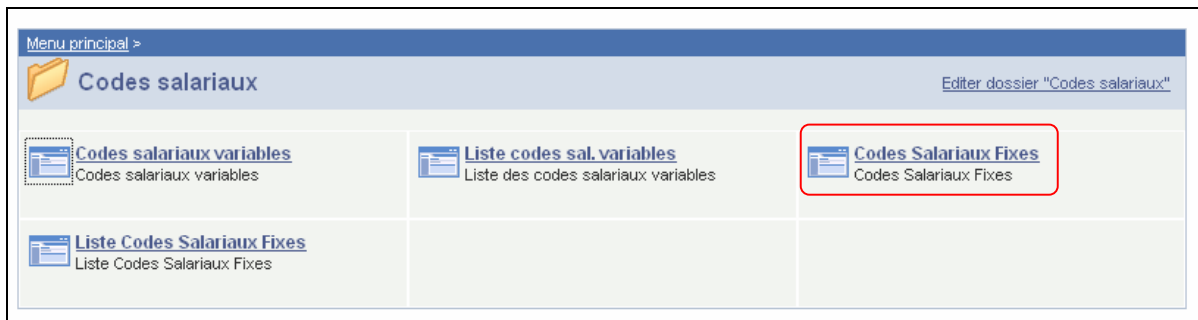 Menu principal >
Codes salariaux
Editer dossier "Codes salariaux"
Codes salariaux variables
Codes salariaux variables
Liste codes sal. variables
Liste des codes salariaux variables
Codes Salariaux Fixes
Codes Salariaux Fixes
Liste Codes Salariaux Fixes
Liste Codes Salariaux Fixes